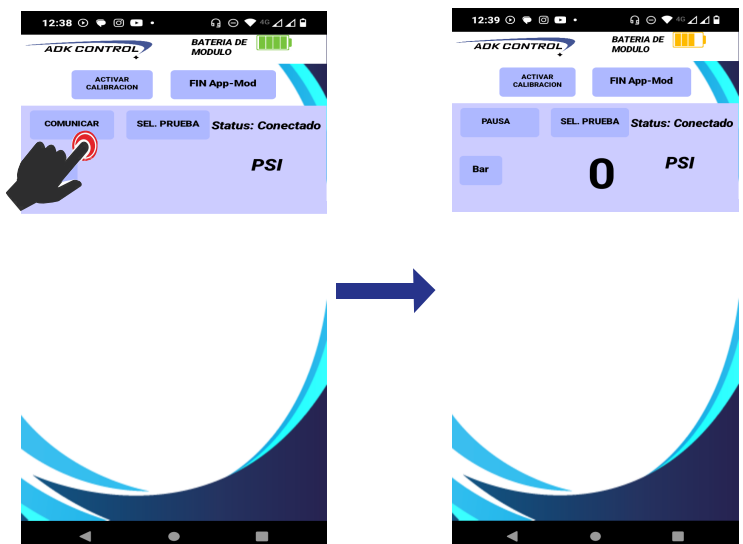 12:38
4G
ADK CONTROL
BATERIA DE
MODULO
ACTIVAR
CALIBRACION
FIN App-Mod
COMUNICAR
SEL. PRUEBA
Status: Conectado
PSI
12:39
4G
ADK CONTROL
BATERIA DE
MODULO
ACTIVAR
CALIBRACION
FIN App-Mod
PAUSA
SEL. PRUEBA
Status: Conectado
Bar
0
PSI